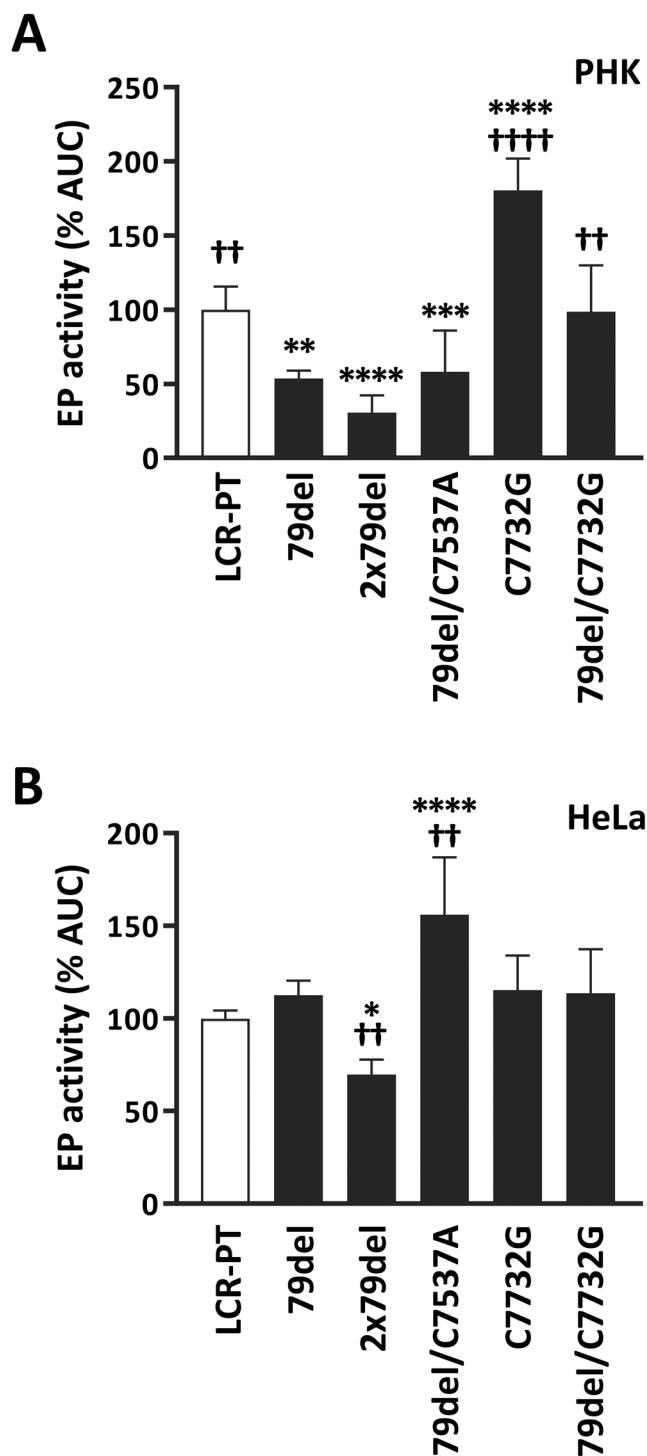 A
PHK
EP activity (% AUC)
250
200
150
100
50
0
††
**
****
***
****
††††
††
LCR-PT
79del
2x79del
79del/C7537A
C7732G
79del/C7732G
B
HeLa
EP activity (% AUC)
200
150
100
50
0
*
††
****
††
LCR-PT
79del
2x79del
79del/C7537A
C7732G
79del/C7732G